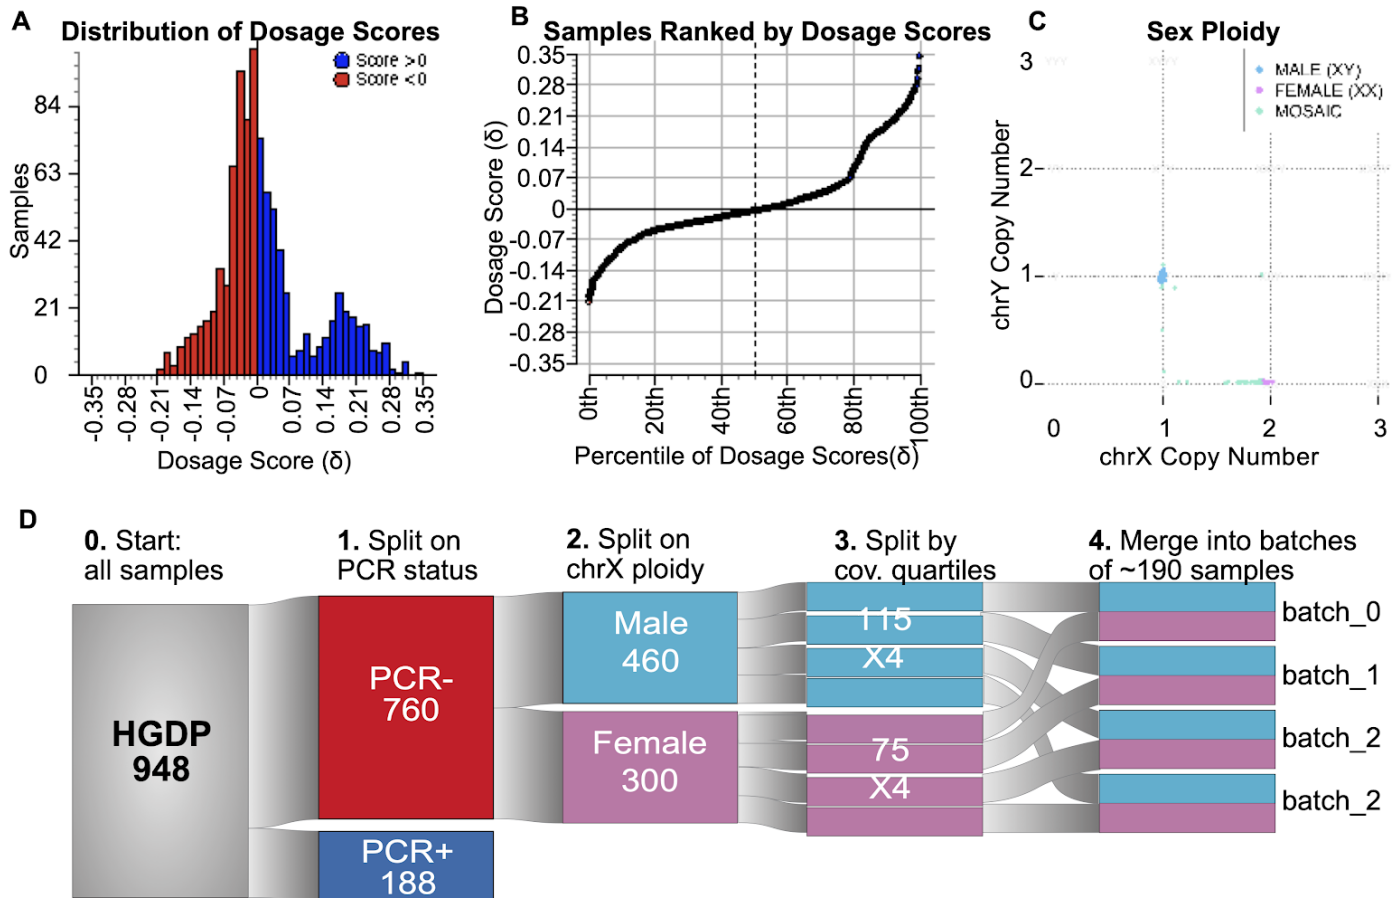 A
Distribution of Dosage Scores
Score >0
Score <0
Samples
84
63
42
21
0
-0.35
-0.28
-0.21
-0.14
-0.07
0
0.07
0.14
0.21
0.28
0.35
Dosage Score (δ)
B
Samples Ranked by Dosage Scores
Dosage Score (δ)
0.35
0.28
0.21
0.14
0.07
0
-0.07
-0.14
-0.21
-0.28
-0.35
0th
20th
40th
60th
80th
100th
Percentile of Dosage Scores(δ)
C
Sex Ploidy
MALE (XY)
FEMALE (XX)
MOSAIC
chrY Copy Number
3
2
1
0
0
1
2
3
chrX Copy Number
D
0. Start:
all samples
1. Split on
PCR status
2. Split on
chrX ploidy
3. Split by
cov. quartiles
4. Merge into batches
of ~190 samples
HGDP
948
PCR-
760
PCR+
188
Male
460
Female
300
115
X4
75
X4
batch_0
batch_1
batch_2
batch_2